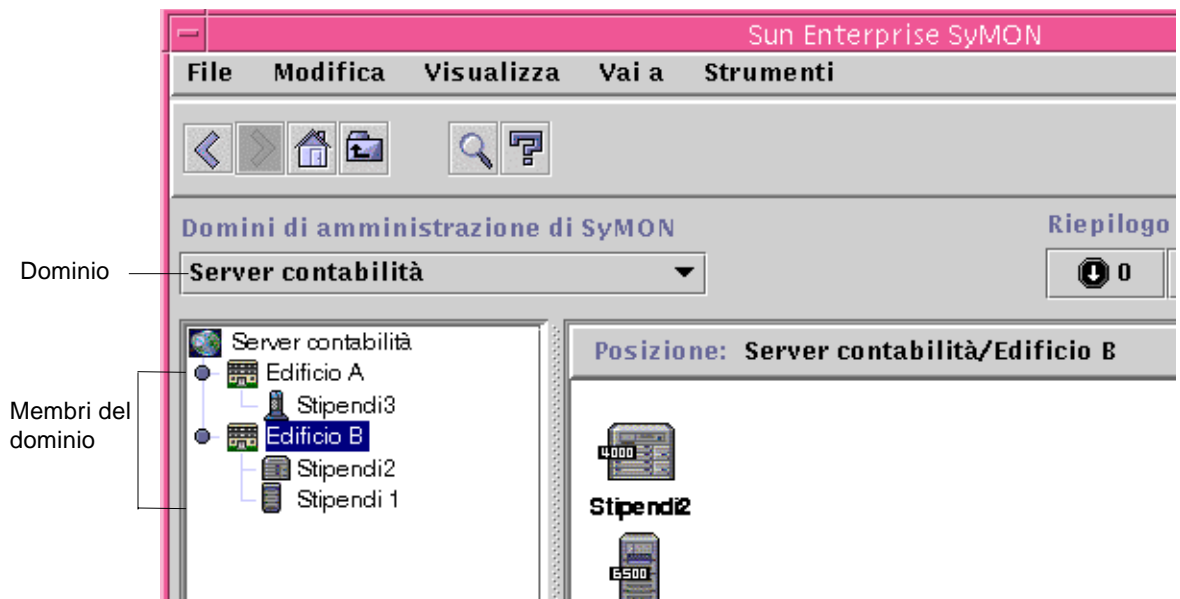 Sun Enterprise SyMON
File Modifica Visualizza Vai a Strumenti
Domini di amministrazione di SyMON
Riepilogo
Dominio
Server contabilità
0
Server contabilità
Posizione: Server contabilità/Edificio B
Edificio A
Stipendi3
Membri del
dominio
Edificio B
Stipendi2
Stipendi 1
4000
Stipendi2
6500